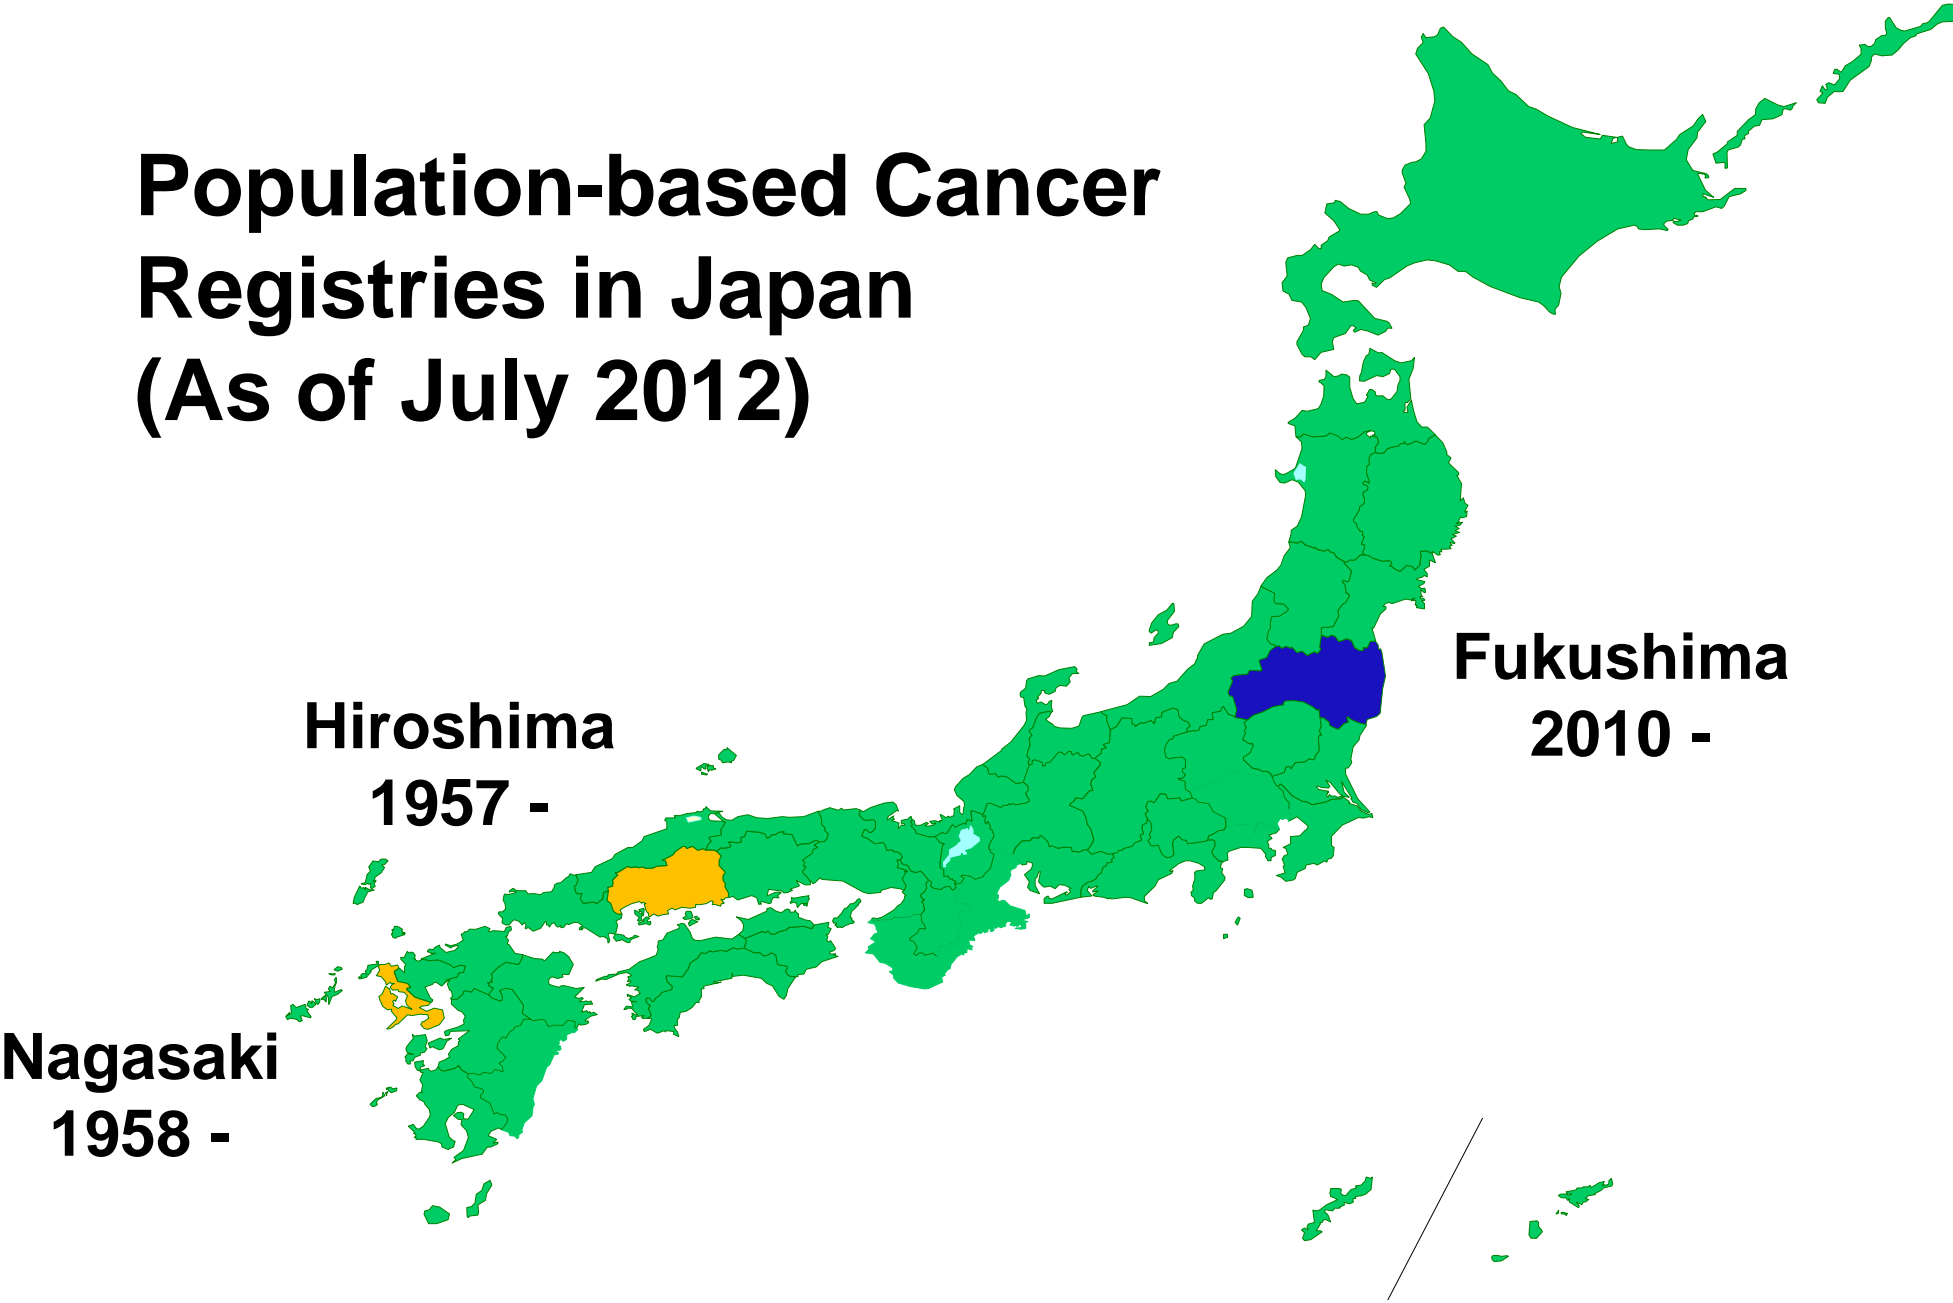 Population-based Cancer
Registries in Japan
(As of July 2012)
Fukushima
2010 -
Hiroshima
1957 -
Nagasaki
1958 -